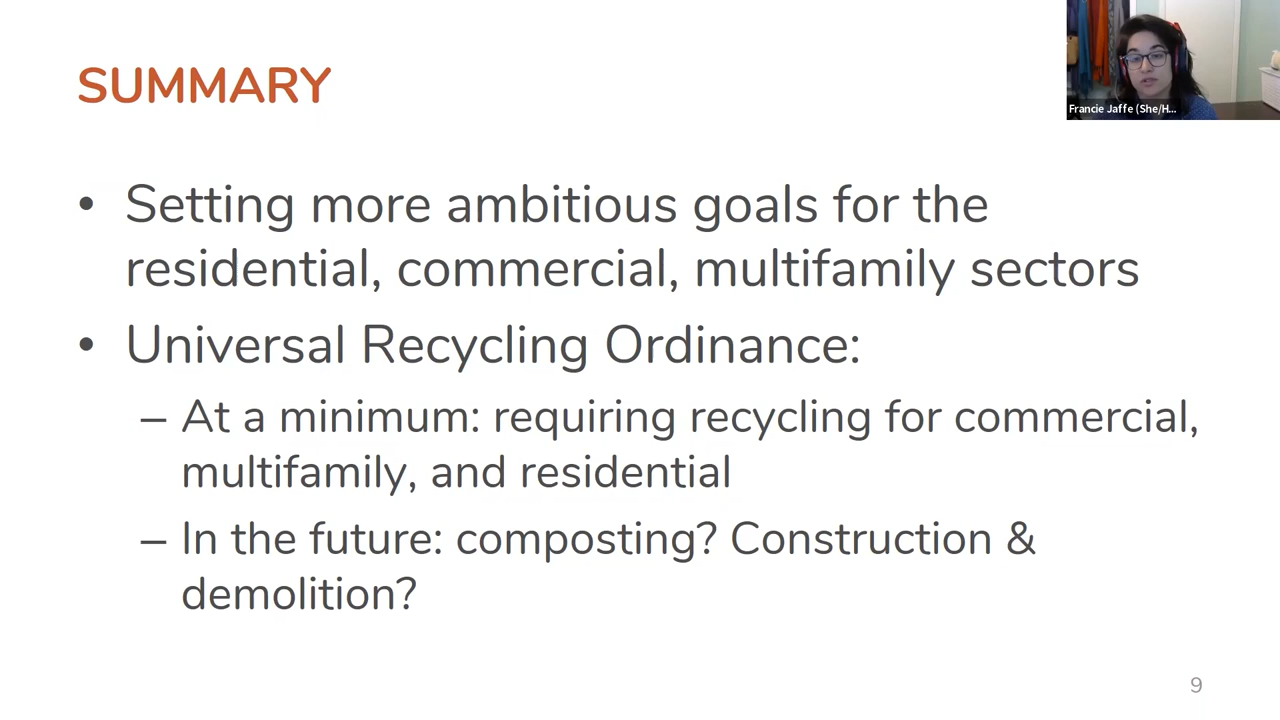 SUMMARY
Francie Jaffe (She/H...
• Setting more ambitious goals for the
residential, commercial, multifamily sectors
• Universal Recycling Ordinance:
– At a minimum: requiring recycling for commercial,
multifamily, and residential
– In the future: composting? Construction &
demolition?
9